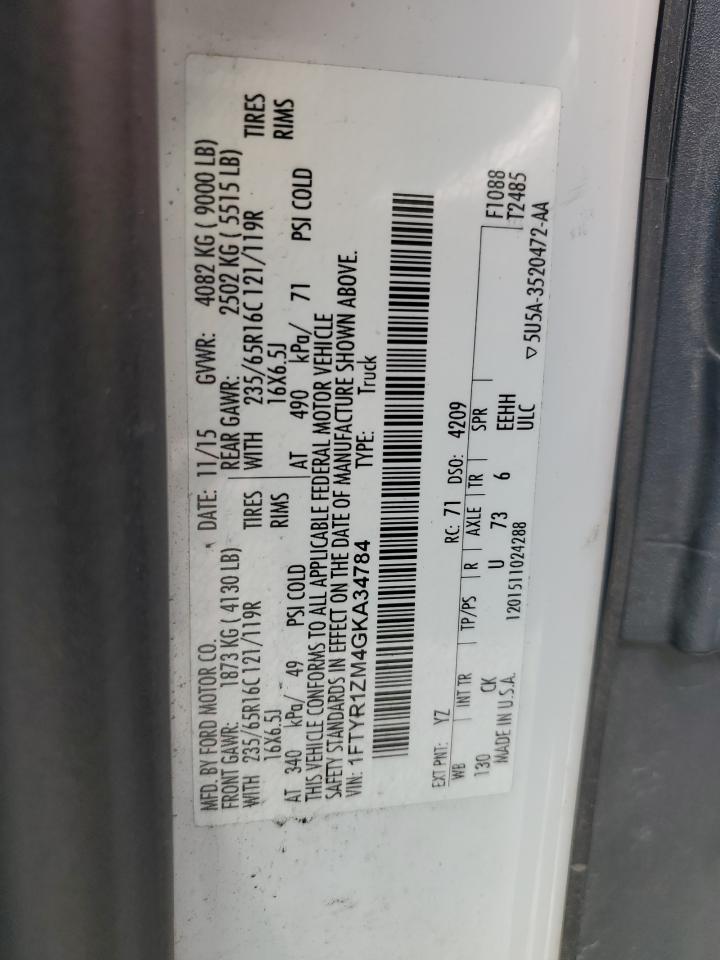 MFD. BY FORD MOTOR CO. DATE: 11/15 GVWR: 4082 KG ( 9000 LB)
FRONT GAWR: 1873 KG ( 4130 LB) REAR GAWR: 2502 KG ( 5515 LB)
WITH 235/65R16C 121/119R TIRES WITH 235/65R16C 121/119R TIRES
16X6.5J RIMS 16X6.5J RIMS
AT 340 kPa/ 49 PSI COLD AT 490 kPa/ 71 PSI COLD
THIS VEHICLE CONFORMS TO ALL APPLICABLE FEDERAL MOTOR VEHICLE
SAFETY STANDARDS IN EFFECT ON THE DATE OF MANUFACTURE SHOWN ABOVE.
VIN: 1FTYR1ZM4GKA34784 TYPE: Truck
EXT PNT: YZ RC: 71 DSO: 4209
WB INT TR TP/PS R AXLE TR SPR F1088
130 CK U 73 6 EEHH T2485
MADE IN U.S.A. 1201511024288 ULC
▽ 5U5A-3520472-AA